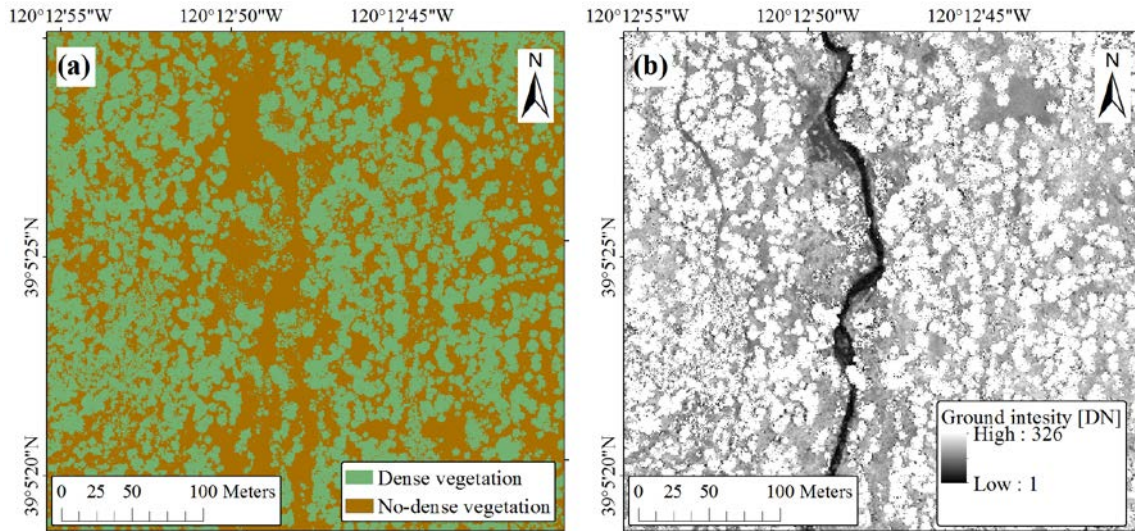 120°12'55"W 120°12'50"W 120°12'45"W
(a)
N
39°5'25"N
39°5'20"N
0 25 50 100 Meters
Dense vegetation
No-dense vegetation
120°12'55"W 120°12'50"W 120°12'45"W
(b)
N
39°5'25"N
39°5'20"N
0 25 50 100 Meters
Ground intesity [DN]
High : 326
Low : 1